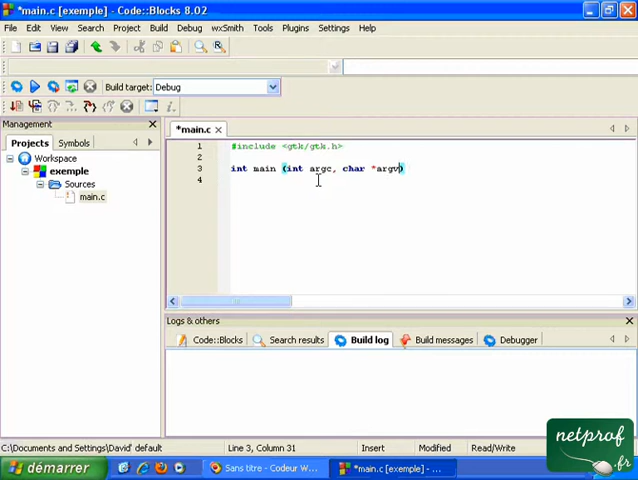 *main.c [exemple] - Code::Blocks 8.02
File Edit View Search Project Build Debug wxSmith Tools Plugins Settings Help
Build target: Debug
Management
Projects Symbols
Workspace
exemple
Sources
main.c
*main.c
1 #include <gtk/gtk.h>
2
3 int main (int argc, char *argv)
4
Logs & others
Code::Blocks Search results Build log Build messages Debugger
C:\Documents and Settings\David' default Line 3, Column 31 Insert Modified Read/Write
netprof
.fr
démarrer Sans titre - Codeur W... *main.c [exemple] - ...